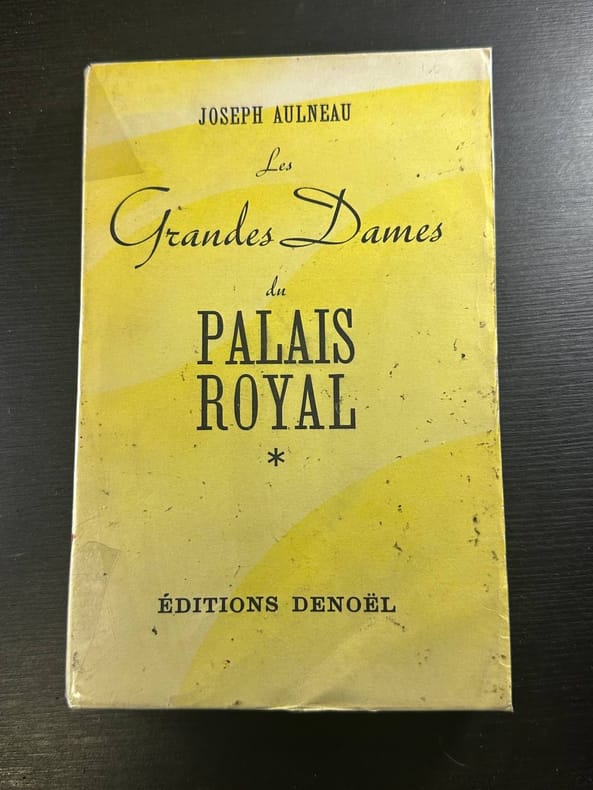 JOSEPH AULNEAU
Les
Grandes Dames
du
PALAIS
ROYAL
*
ÉDITIONS DENOËL